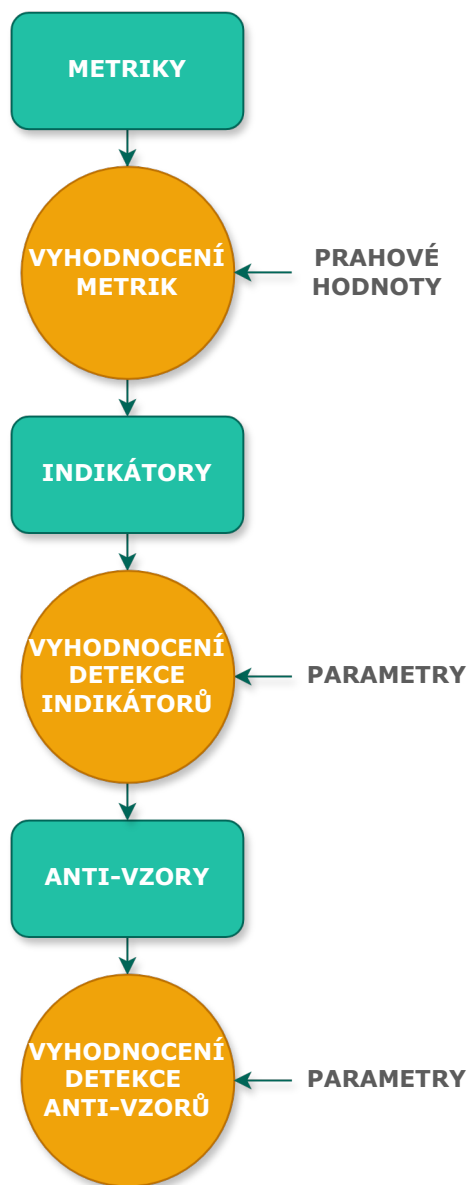 METRIKY
VYHODNOCENÍ
METRIK
PRAHOVÉ
HODNOTY
INDIKÁTORY
VYHODNOCENÍ
DETEKCE
INDIKÁTORŮ
PARAMETRY
ANTI-VZORY
VYHODNOCENÍ
DETEKCE
ANTI-VZORŮ
PARAMETRY